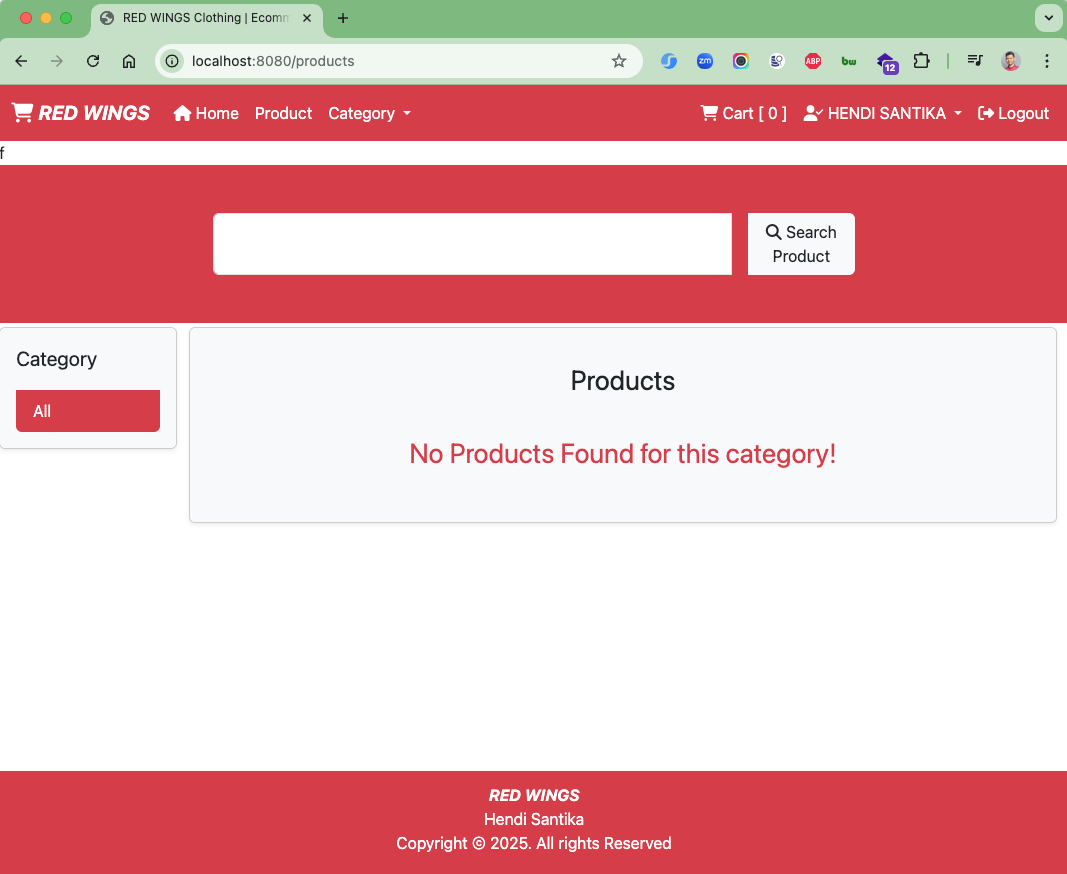 RED WINGS Clothing | Ecomm
localhost:8080/products
zm
ABP
bw
12
RED WINGS Home Product Category Cart [ 0 ] HENDI SANTIKA Logout
f
Search
Product
Category
All
Products
No Products Found for this category!
RED WINGS
Hendi Santika
Copyright © 2025. All rights Reserved